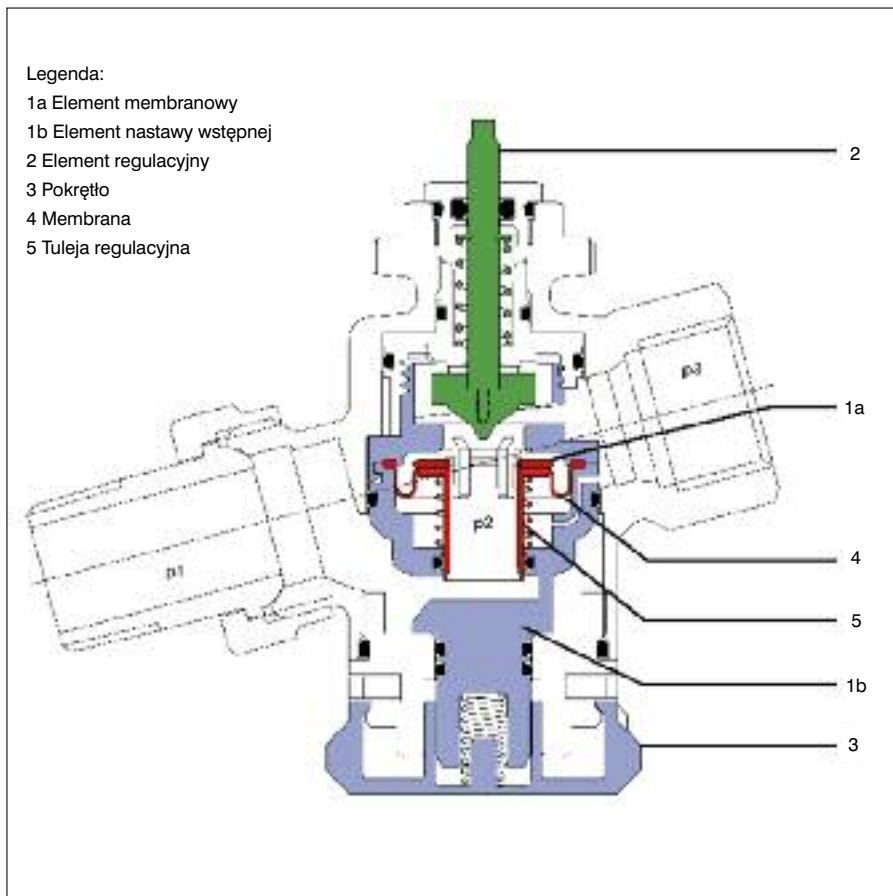 Legenda:
1a Element membranowy
1b Element nastawy wstępnej
2 Element regulacyjny
3 Pokrętło
4 Membrana
5 Tuleja regulacyjna
2
p3
1a
p2
p1
4
5
1b
3